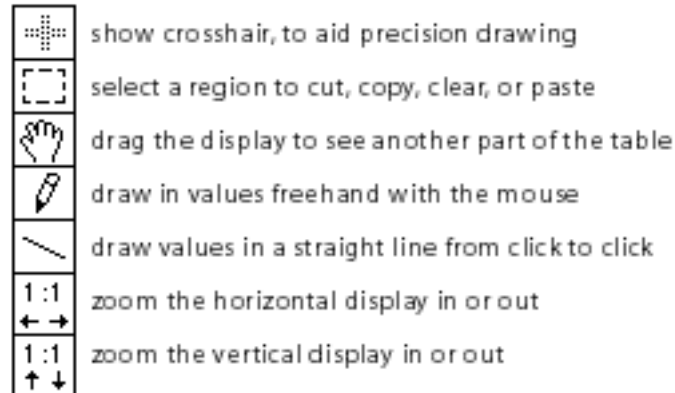 show crosshair, to aid precision drawing
select a region to cut, copy, clear, or paste
drag the display to see another part of the table
draw in values freehand with the mouse
draw values in a straight line from click to click
1:1 zoom the horizontal display in or out
1:1 zoom the vertical display in or out